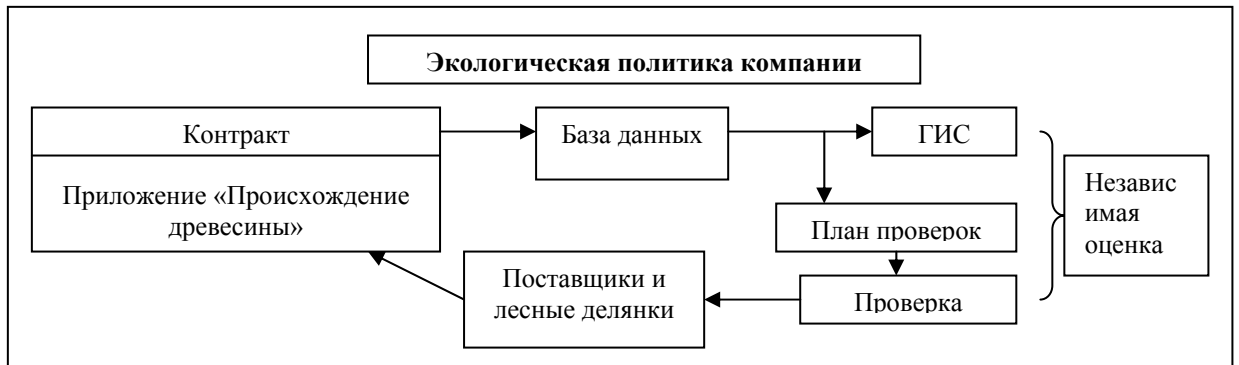 Экологическая политика компании
Контракт
База данных
ГИС
Приложение «Происхождение
древесины»
Независ
имая
оценка
План проверок
Поставщики и
лесные делянки
Проверка